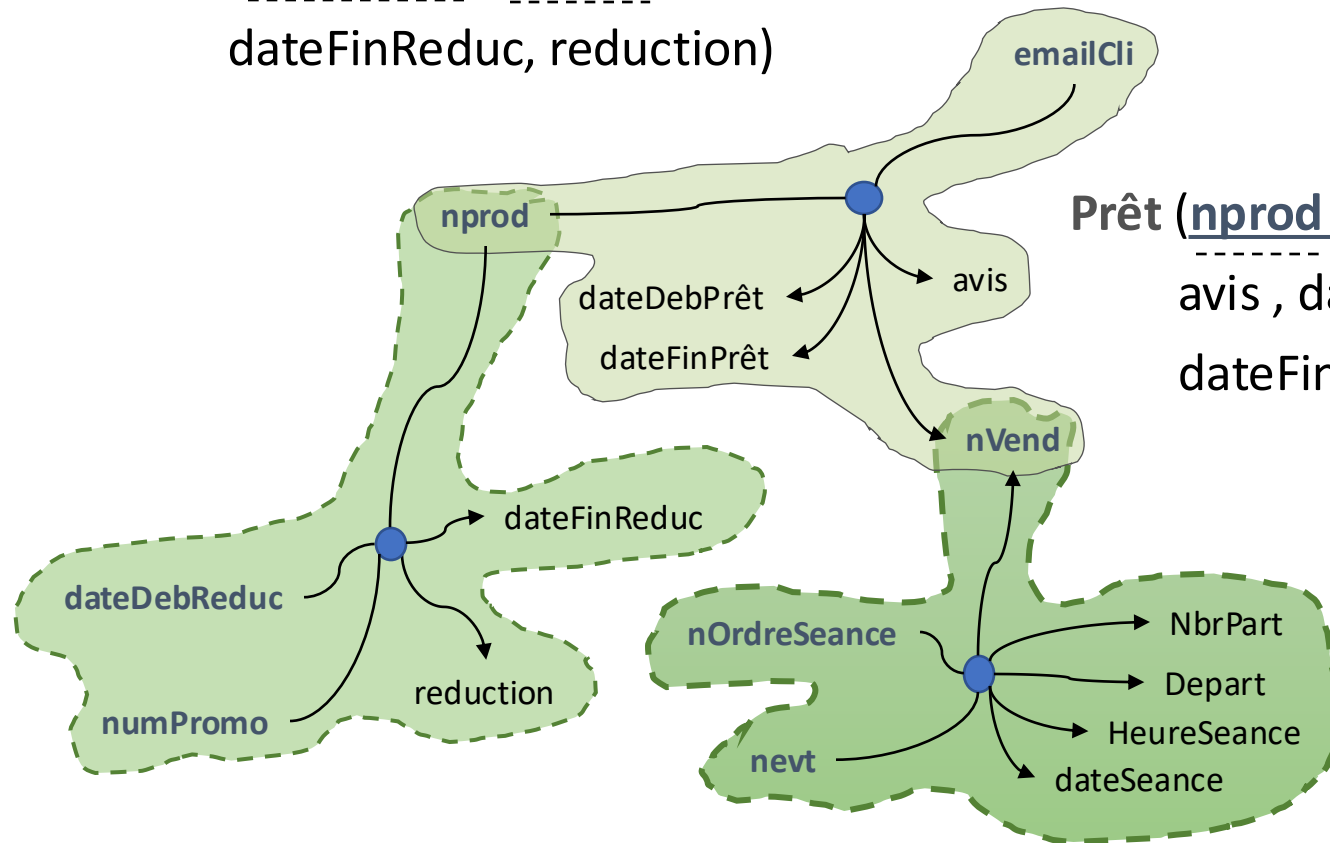 dateFinReduc, reduction)
emailCli
nprod
Prêt (nprod
dateDebPrêt
avis
avis , da
dateFinPrêt
dateFin
nVend
dateFinReduc
dateDebReduc
nOrdreSeance
NbrPart
Depart
reduction
numPromo
HeureSeance
nevt
dateSeance